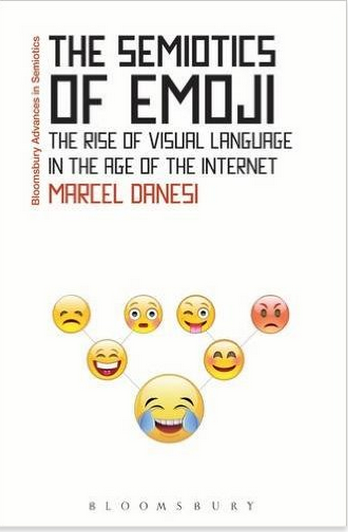 Bloomsbury Advances in Semiotics
THE SEMIOTICS
OF EMOJI
THE RISE OF VISUAL LANGUAGE
IN THE AGE OF THE INTERNET
MARCEL DANESI
BLOOMSBURY